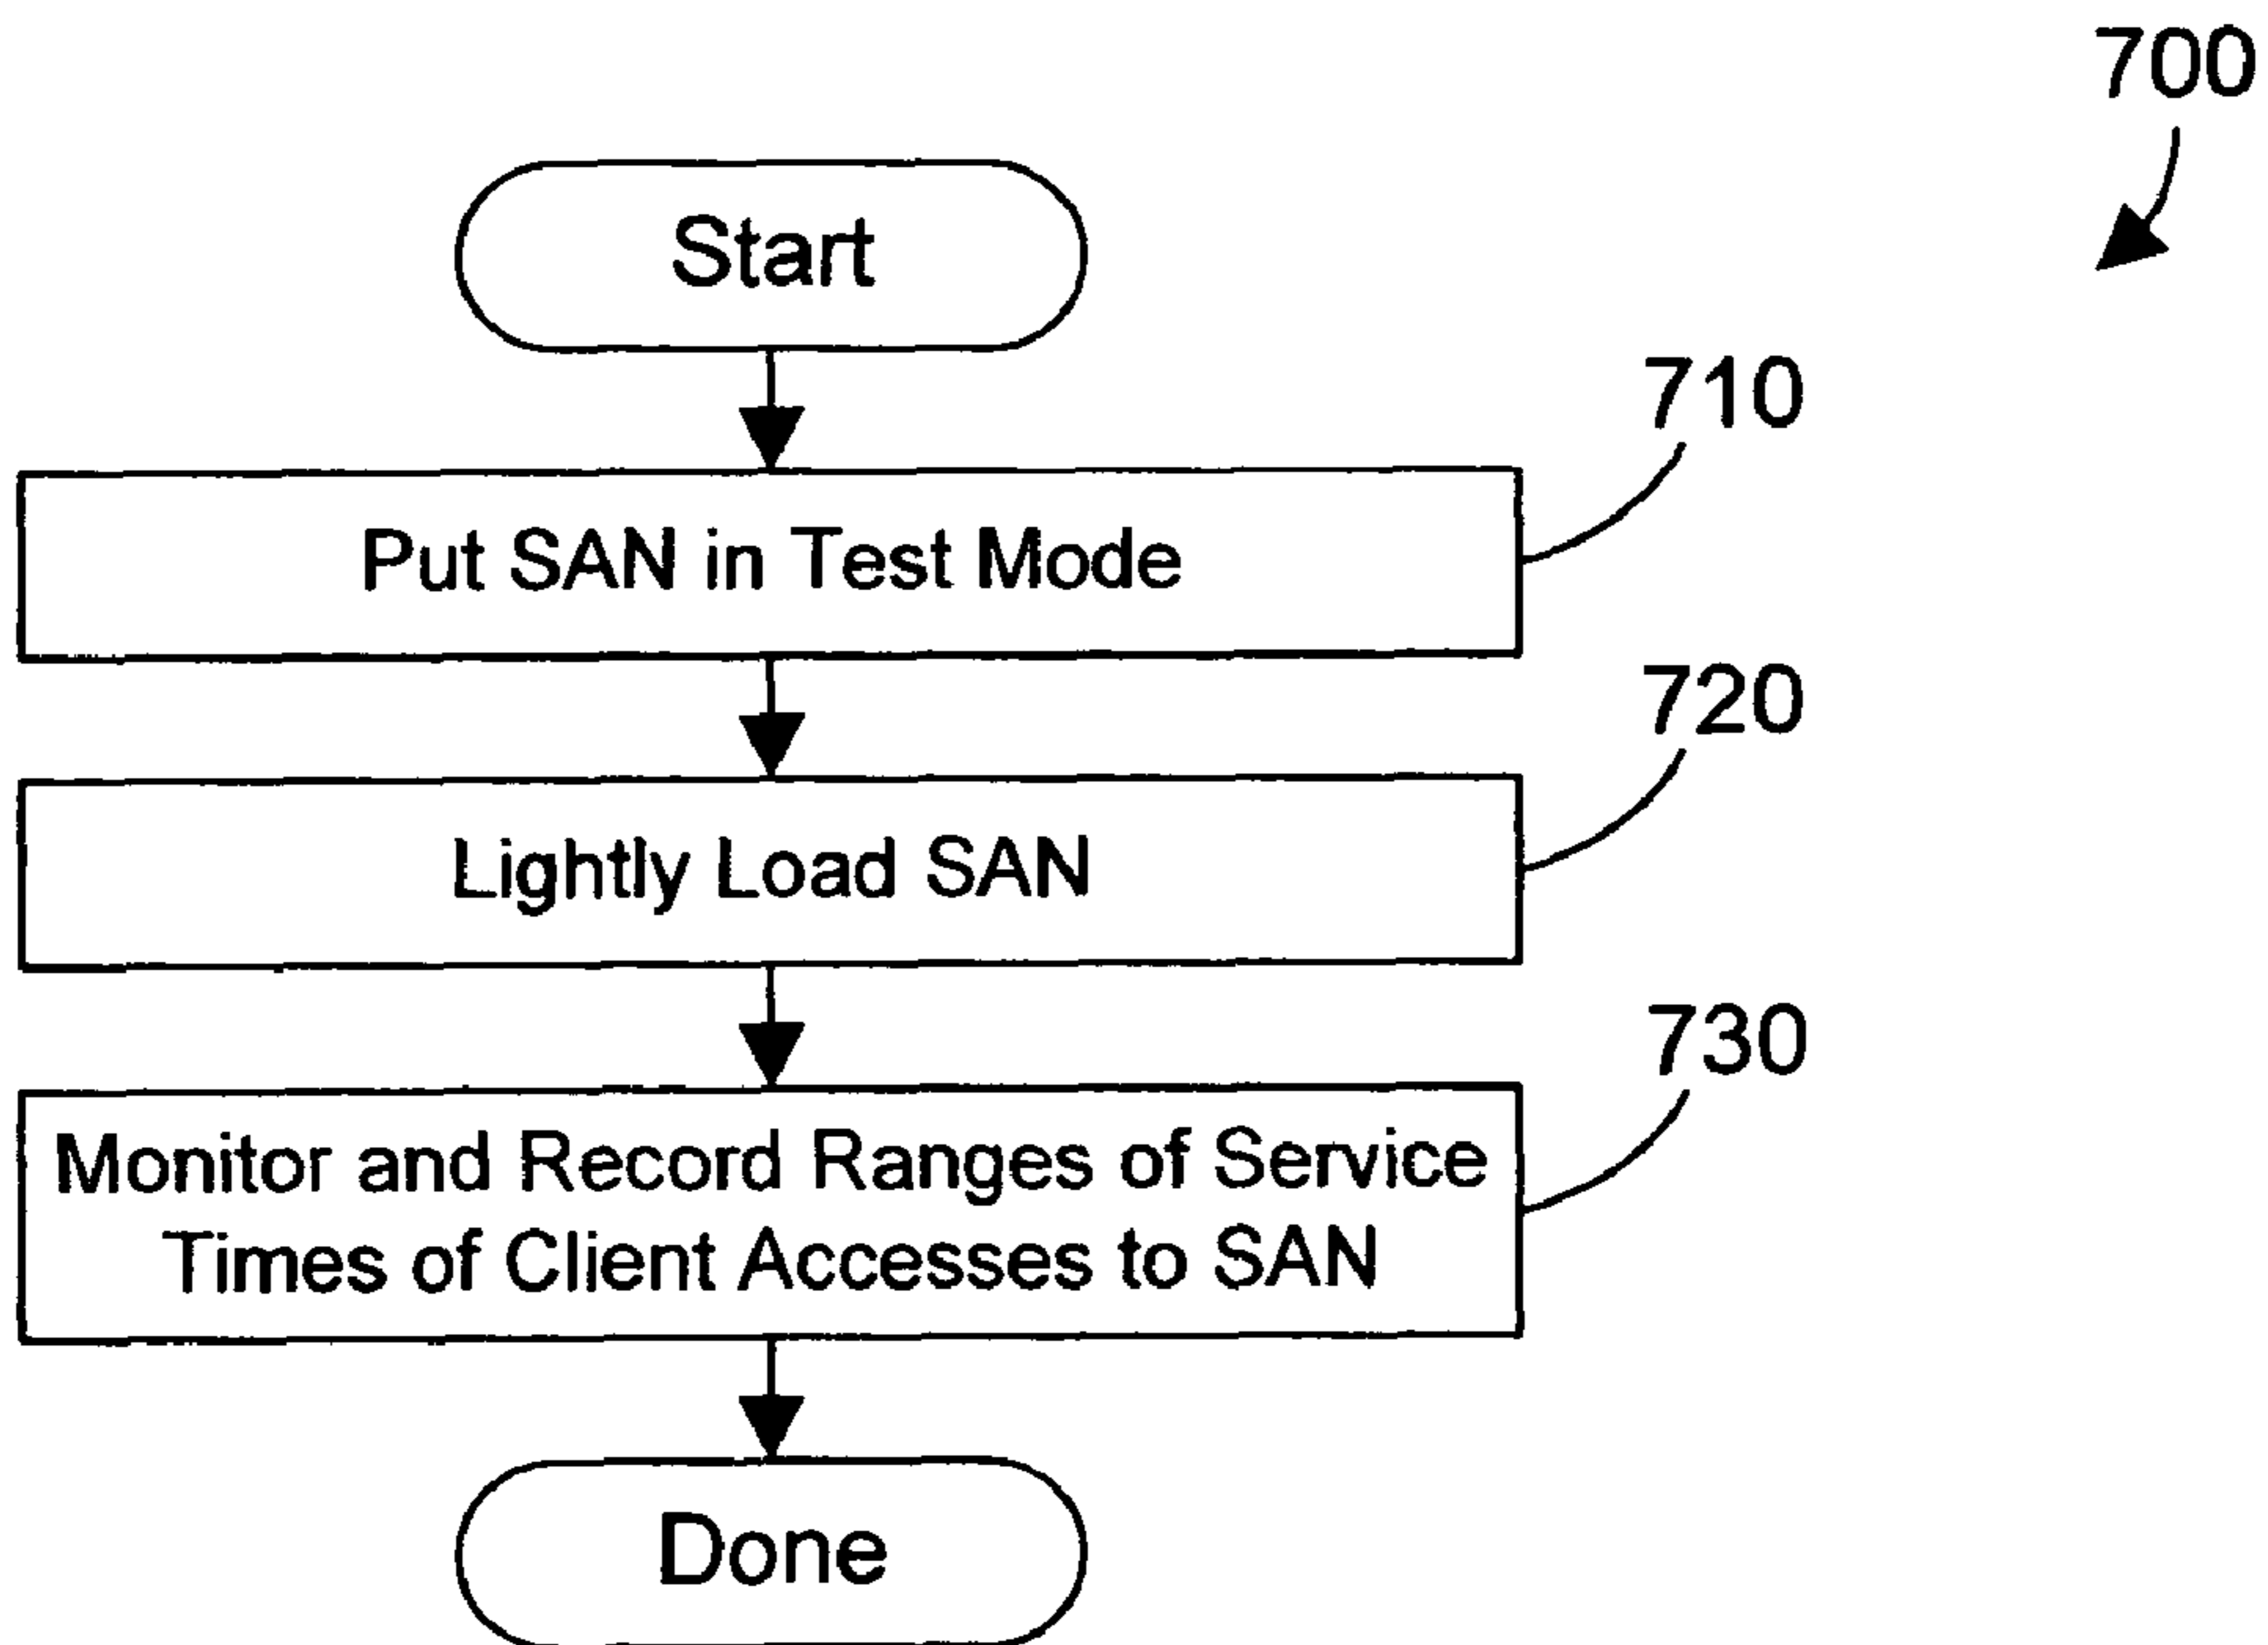 700
Start
710
Put SAN in Test Mode
720
Lightly Load SAN
730
Monitor and Record Ranges of Service
Times of Client Accesses to SAN
Done